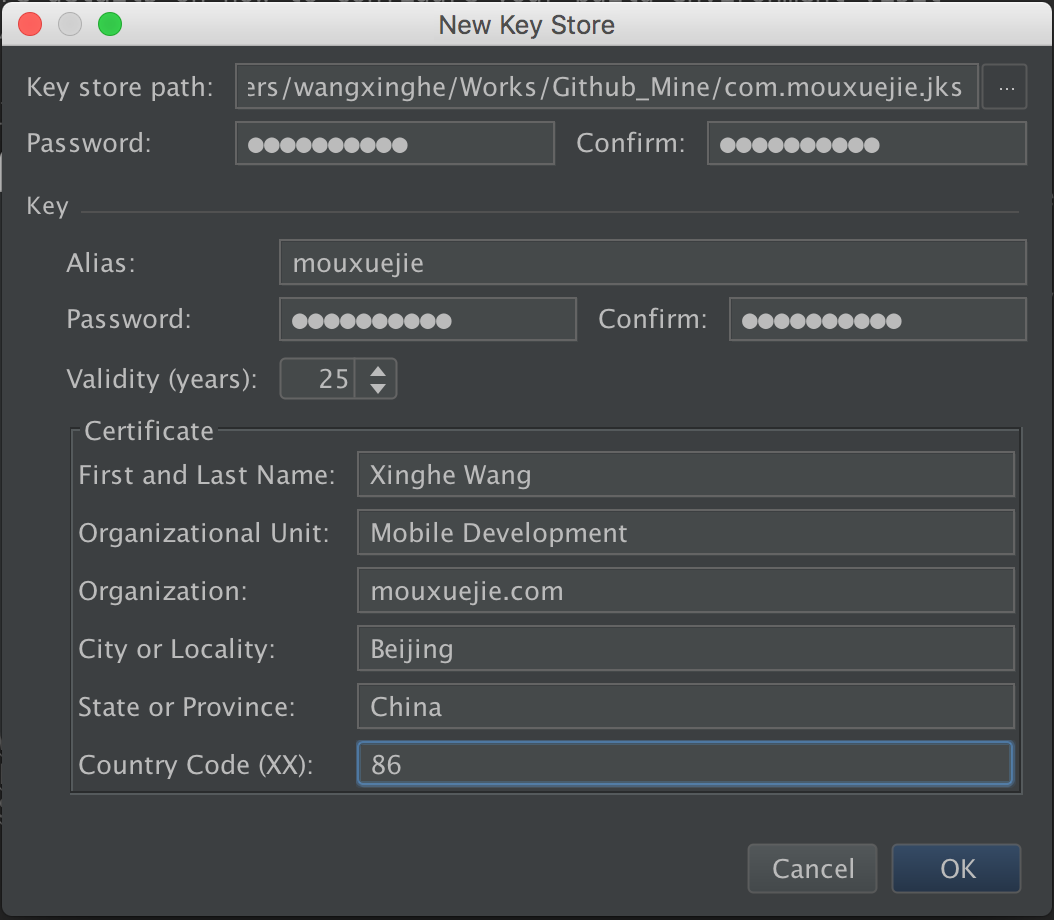 New Key Store
Key store path: ers/wangxinghe/Works/Github_Mine/com.mouxuejie.jks ...
Password: ●●●●●●●●●● Confirm: ●●●●●●●●●●
Key
Alias: mouxuejie
Password: ●●●●●●●●●● Confirm: ●●●●●●●●●●
Validity (years): 25
Certificate
First and Last Name: Xinghe Wang
Organizational Unit: Mobile Development
Organization: mouxuejie.com
City or Locality: Beijing
State or Province: China
Country Code (XX): 86
Cancel OK